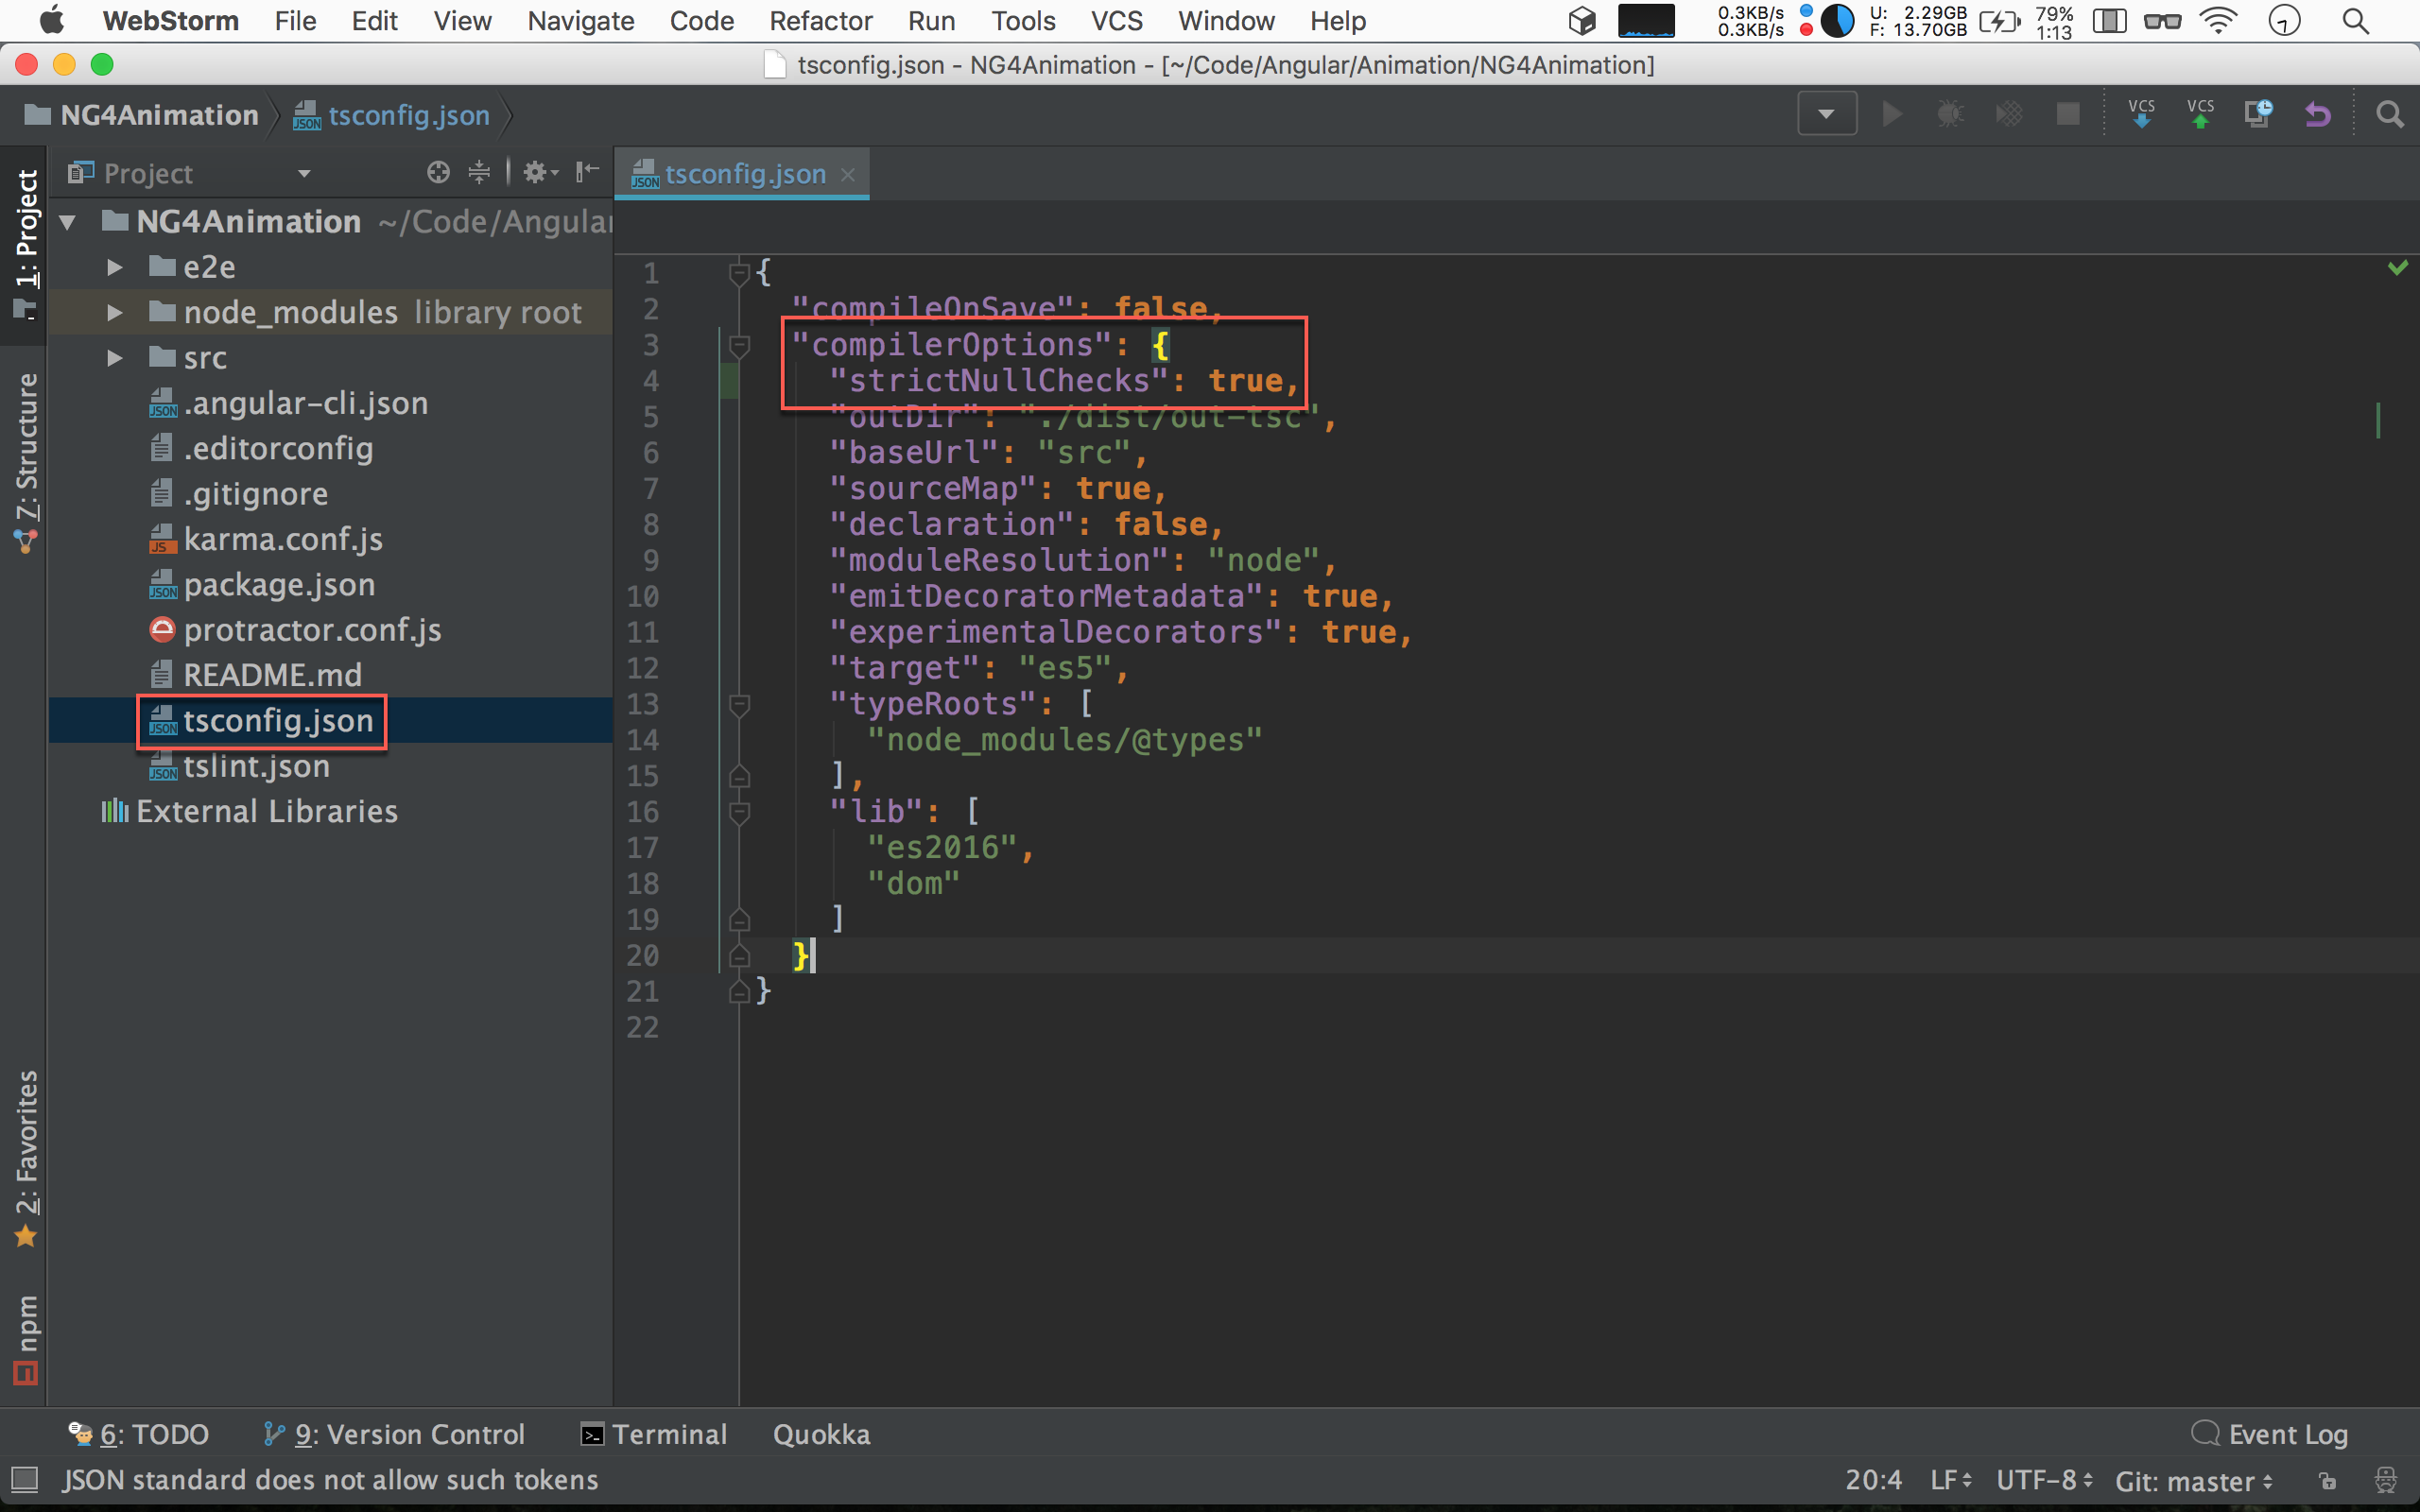 WebStorm File Edit View Navigate Code Refactor Run Tools VCS Window Help 0.3KB/s 0.3KB/s U: 2.29GB F: 13.70GB 79% 1:13
tsconfig.json - NG4Animation - [~/Code/Angular/Animation/NG4Animation]
NG4Animation JSON tsconfig.json VCS VCS
1: Project
Z: Structure
2: Favorites
npm
Project
NG4Animation ~/Code/Angular
e2e
node_modules library root
src
JSON .angular-cli.json
.editorconfig
.gitignore
JS karma.conf.js
JSON package.json
protractor.conf.js
README.md
JSON tsconfig.json
JSON tslint.json
External Libraries
JSON tsconfig.json
1 {
2 "compileOnSave": false,
3 "compilerOptions": {
4 "strictNullChecks": true,
5 "outDir": "./dist/out-tsc",
6 "baseUrl": "src",
7 "sourceMap": true,
8 "declaration": false,
9 "moduleResolution": "node",
10 "emitDecoratorMetadata": true,
11 "experimentalDecorators": true,
12 "target": "es5",
13 "typeRoots": [
14 "node_modules/@types"
15 ],
16 "lib": [
17 "es2016",
18 "dom"
19 ]
20 }
21 }
22
6: TODO 9: Version Control Terminal Quokka Event Log
JSON standard does not allow such tokens 20:4 LF UTF-8 Git: master